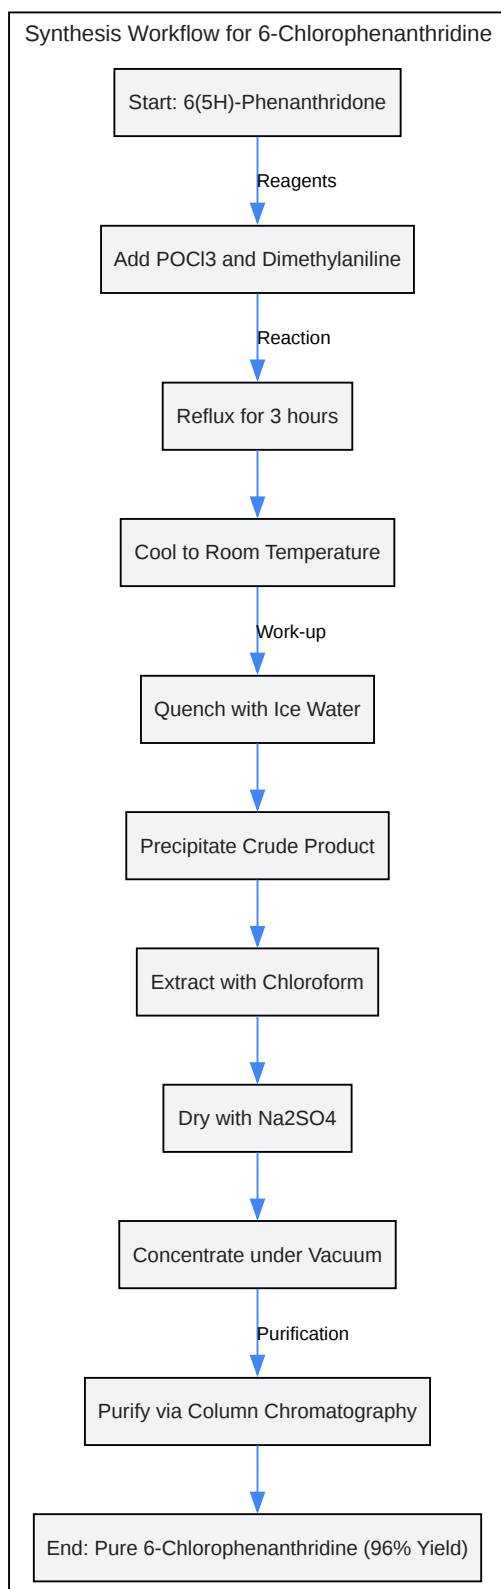 Synthesis Workflow for 6-Chlorophenanthridine
Start: 6(5H)-Phenanthridone
Reagents
Add POCl3 and Dimethylaniline
Reaction
Reflux for 3 hours
Cool to Room Temperature
Work-up
Quench with Ice Water
Precipitate Crude Product
Extract with Chloroform
Dry with Na2SO4
Concentrate under Vacuum
Purification
Purify via Column Chromatography
End: Pure 6-Chlorophenanthridine (96% Yield)